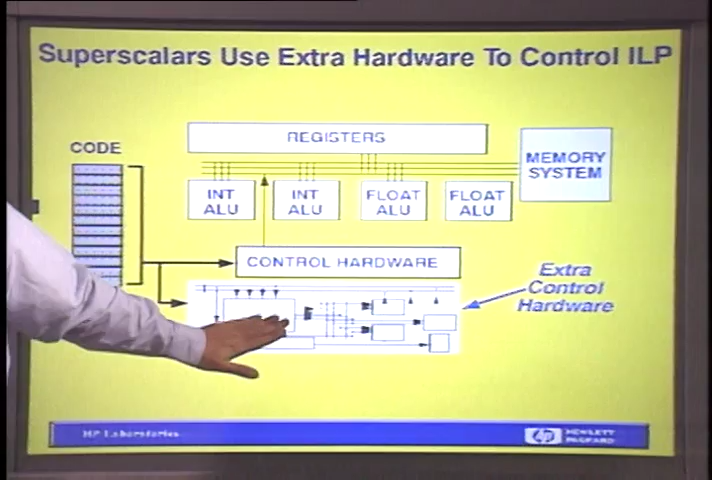 Superscalars Use Extra Hardware To Control ILP
REGISTERS
CODE
MEMORY
SYSTEM
INT
ALU
INT
ALU
FLOAT
ALU
FLOAT
ALU
CONTROL HARDWARE
Extra
Control
Hardware
HP Laboratories
hp
HEWLETT
PACKARD